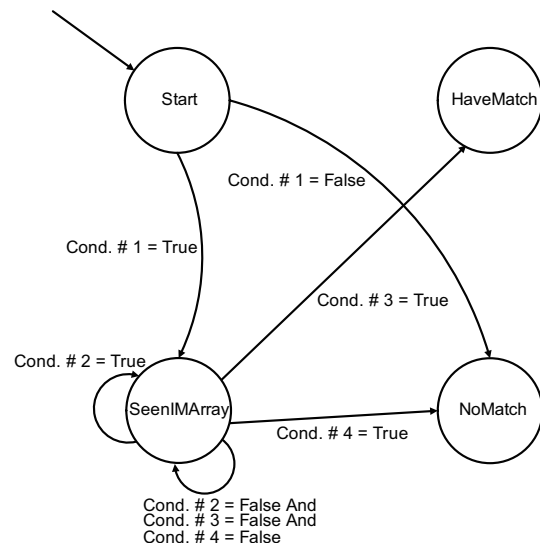 Start
HaveMatch
Cond. # 1 = False
Cond. # 1 = True
Cond. # 3 = True
Cond. # 2 = True
SeenIMArray
NoMatch
Cond. # 4 = True
Cond. # 2 = False And
Cond. # 3 = False And
Cond. # 4 = False